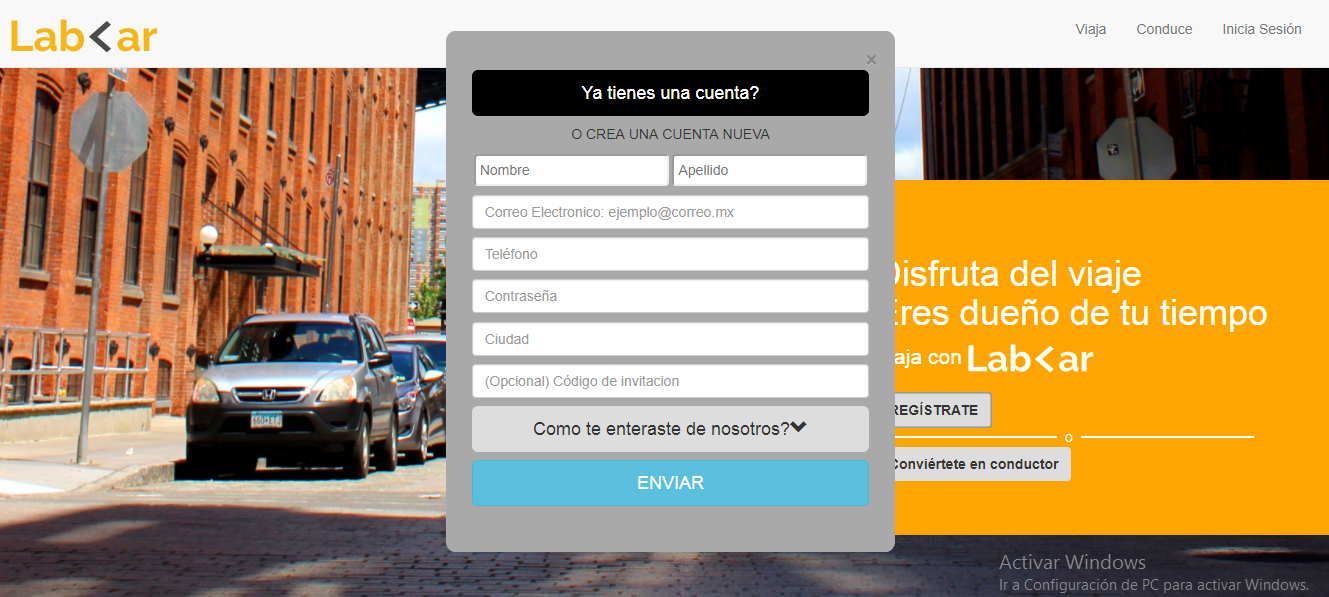 Lab<ar
Viaja
Conduce
Inicia Sesión
×
Ya tienes una cuenta?
O CREA UNA CUENTA NUEVA
Nombre
Apellido
Correo Electronico: ejemplo@correo.mx
Teléfono
Contraseña
Ciudad
(Opcional) Código de invitacion
Como te enteraste de nosotros?
ENVIAR
Disfruta del viaje
Eres dueño de tu tiempo
aja con Lab<ar
REGÍSTRATE
o
Conviértete en conductor
Activar Windows
Ir a Configuración de PC para activar Windows.